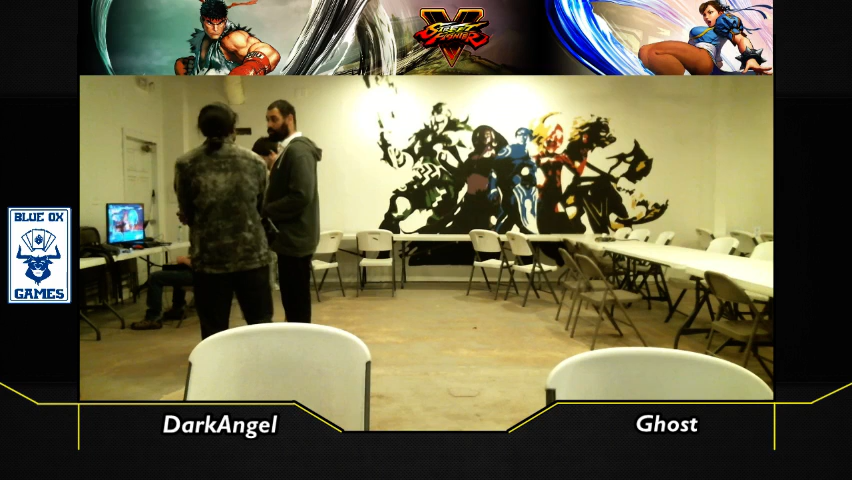 STREET
FIGHTER
BLUE OX
GAMES
DarkAngel
Ghost